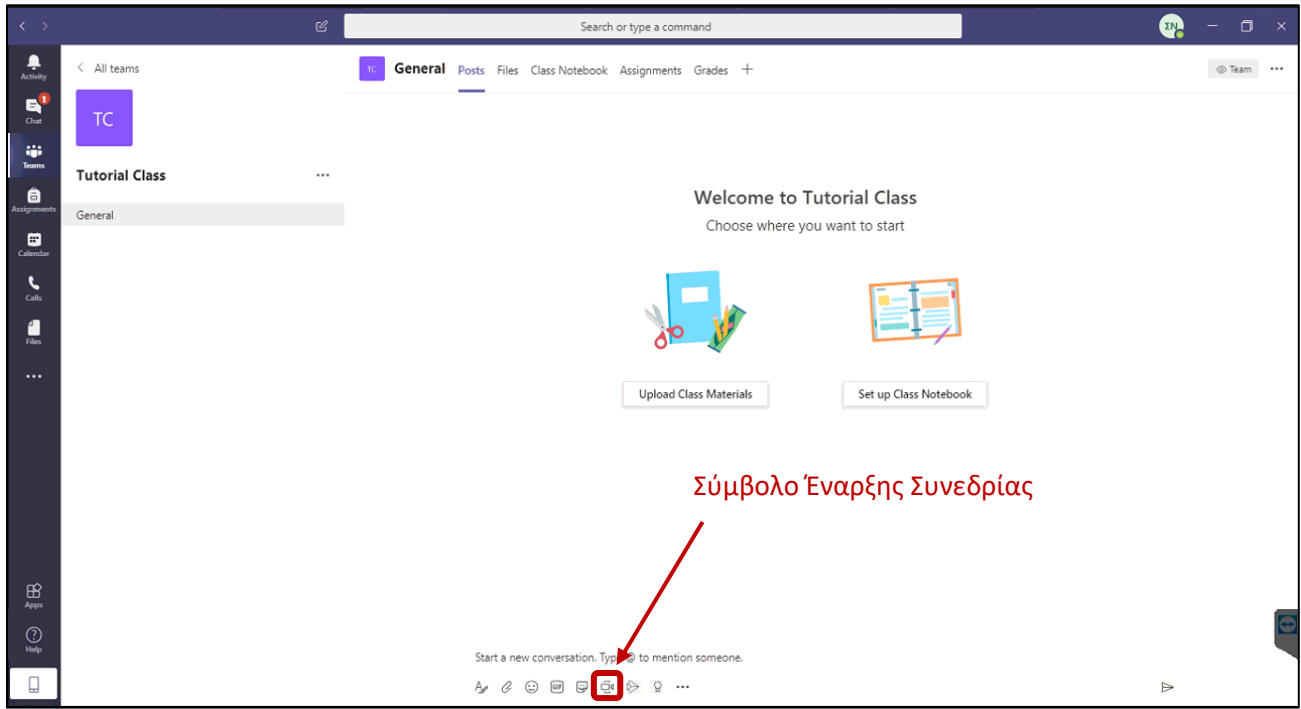 Search or type a command
ΣΝ
Activity
All teams
TC
General Posts Files Class Notebook Assignments Grades
Team
1
Chat
TC
Teams
Tutorial Class
Assignments
General
Calendar
Calls
Files
Welcome to Tutorial Class
Choose where you want to start
Upload Class Materials
Set up Class Notebook
Σύμβολο Έναρξης Συνεδρίας
Apps
Help
Start a new conversation. Type @ to mention someone.
GIF